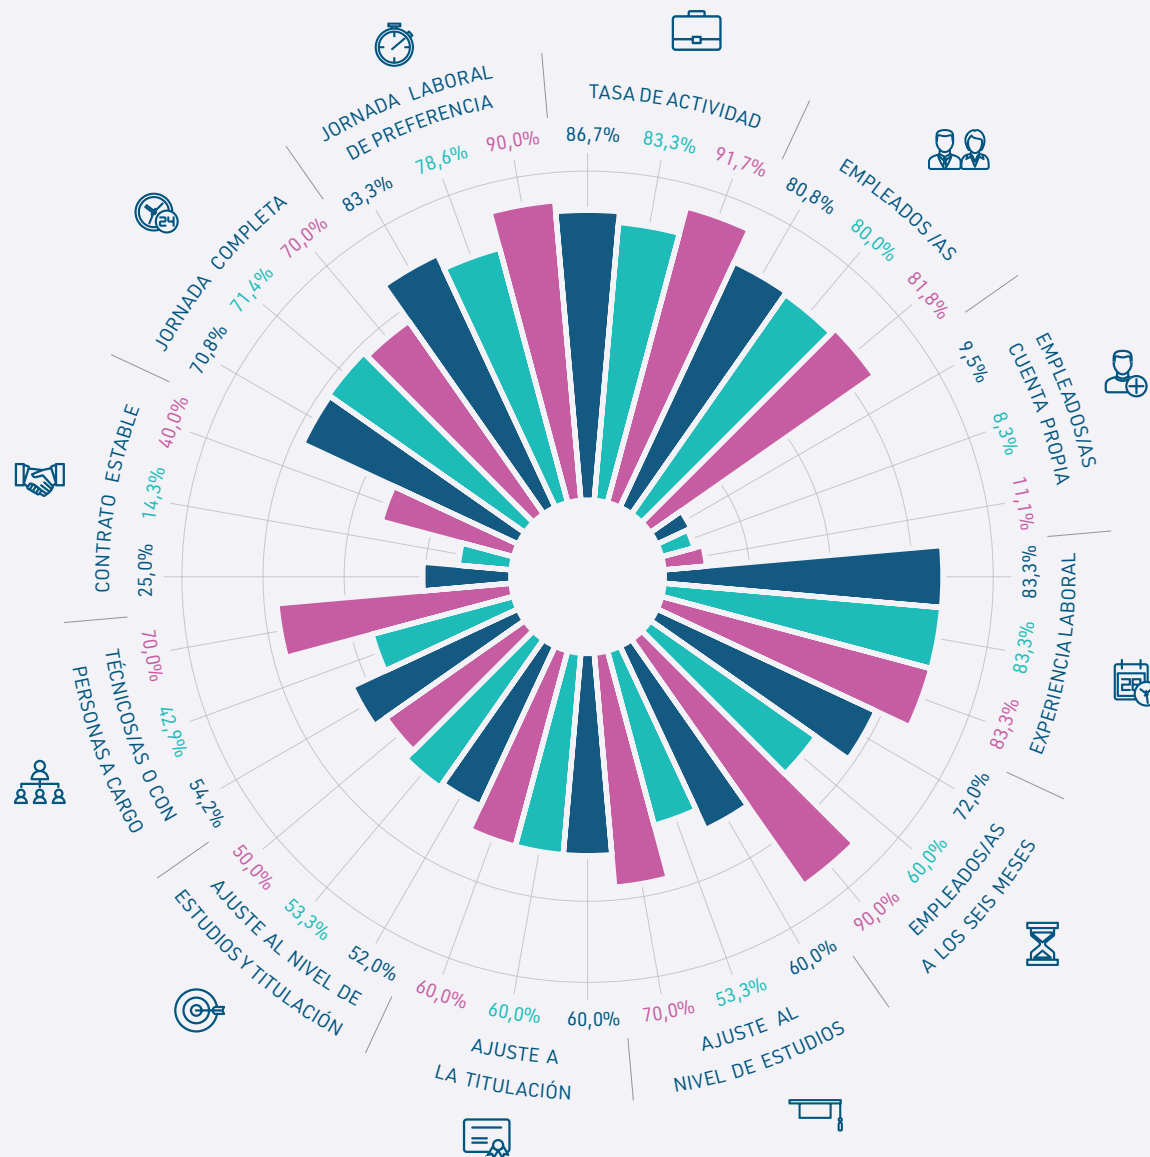 TASA DE ACTIVIDAD
86,7%
83,3%
91,7%
EMPLEADOS/AS
80,8%
80,0%
81,8%
EMPLEADOS/AS
CUENTA PROPIA
9,5%
8,3%
11,1%
EXPERIENCIA LABORAL
83,3%
83,3%
83,3%
EMPLEADOS/AS
A LOS SEIS MESES
72,0%
60,0%
90,0%
AJUSTE AL
NIVEL DE ESTUDIOS
60,0%
53,3%
70,0%
AJUSTE A
LA TITULACIÓN
60,0%
60,0%
60,0%
AJUSTE AL NIVEL DE
ESTUDIOS Y TITULACIÓN
52,0%
53,3%
50,0%
TÉCNICOS/AS O CON
PERSONAS A CARGO
54,2%
42,9%
70,0%
CONTRATO ESTABLE
25,0%
14,3%
40,0%
JORNADA COMPLETA
70,8%
71,4%
70,0%
JORNADA LABORAL
DE PREFERENCIA
83,3%
78,6%
90,0%
24